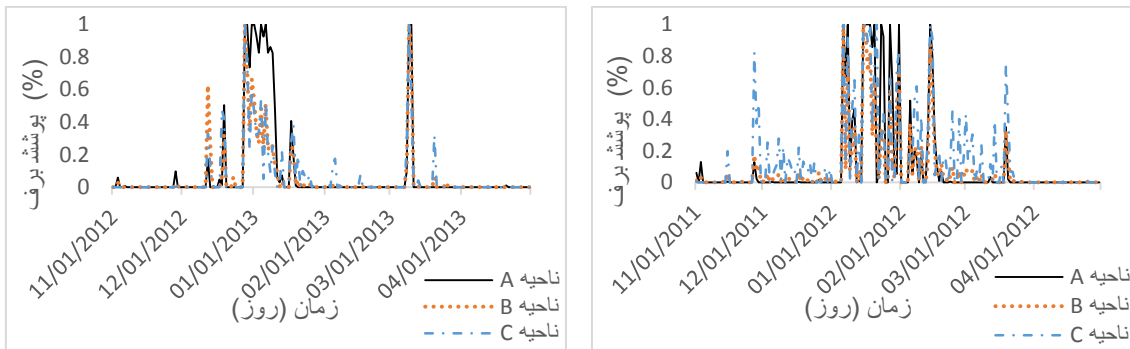 1
0.8
0.6
0.4
0.2
0
پوشش برف (%)
11/01/2012
12/01/2012
01/01/2013
02/01/2013
03/01/2013
04/01/2013
زمان (روز)
ناحیه A
ناحیه B
ناحیه C
1
0.8
0.6
0.4
0.2
0
پوشش برف (%)
11/01/2011
12/01/2011
01/01/2012
02/01/2012
03/01/2012
04/01/2012
زمان (روز)
ناحیه A
ناحیه B
ناحیه C